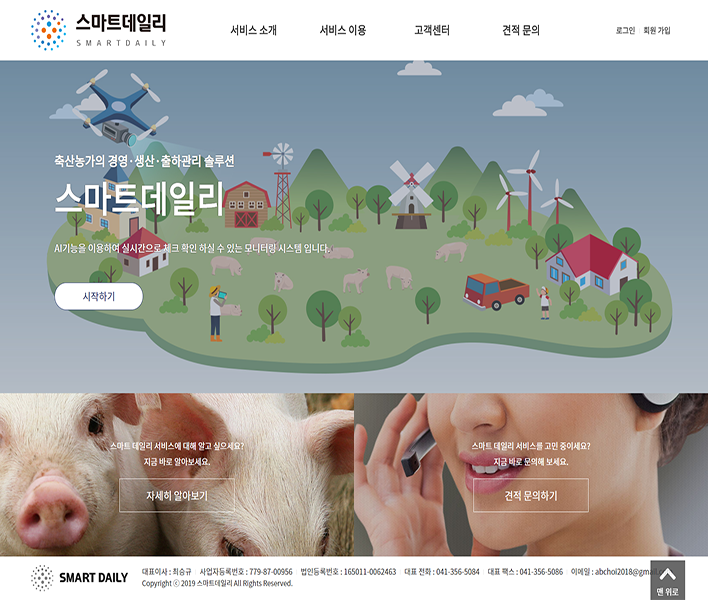 스마트데일리
SMARTDAILY
서비스 소개 서비스 이용 고객센터 견적 문의
로그인 회원 가입
축산농가의 경영·생산·출하관리 솔루션
스마트데일리
AI기능을 이용하여 실시간으로 체크 확인 하실 수 있는 모니터링 시스템 입니다.
시작하기
스마트 데일리 서비스에 대해 알고 싶으세요?
지금 바로 알아보세요.
자세히 알아보기
스마트 데일리 서비스를 고민 중이세요?
지금 바로 문의해 보세요.
견적 문의하기
SMART DAILY
대표이사 : 최승규 사업자등록번호 : 779-87-00956 법인등록번호 : 165011-0062463 대표 전화 : 041-356-5084 대표 팩스 : 041-356-5086 이메일 : abchoi2018@gmail
Copyright ⓒ 2019 스마트데일리 All Rights Reserved.
맨 위로